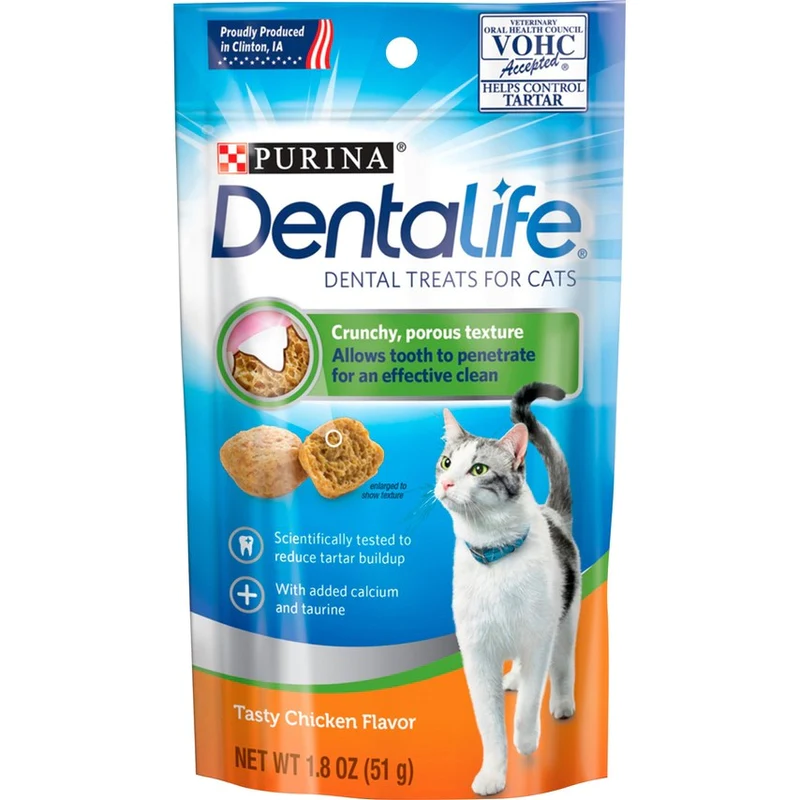 Proudly Produced
in Clinton, IA
VETERINARY
ORAL HEALTH COUNCIL
VOHC
Accepted®
HELPS CONTROL
TARTAR
PURINA®
DentaLife®
DENTAL TREATS FOR CATS
Crunchy, porous texture
Allows tooth to penetrate
for an effective clean
enlarged to
show texture
Scientifically tested to
reduce tartar buildup
With added calcium
and taurine
Tasty Chicken Flavor
NET WT 1.8 OZ (51 g)